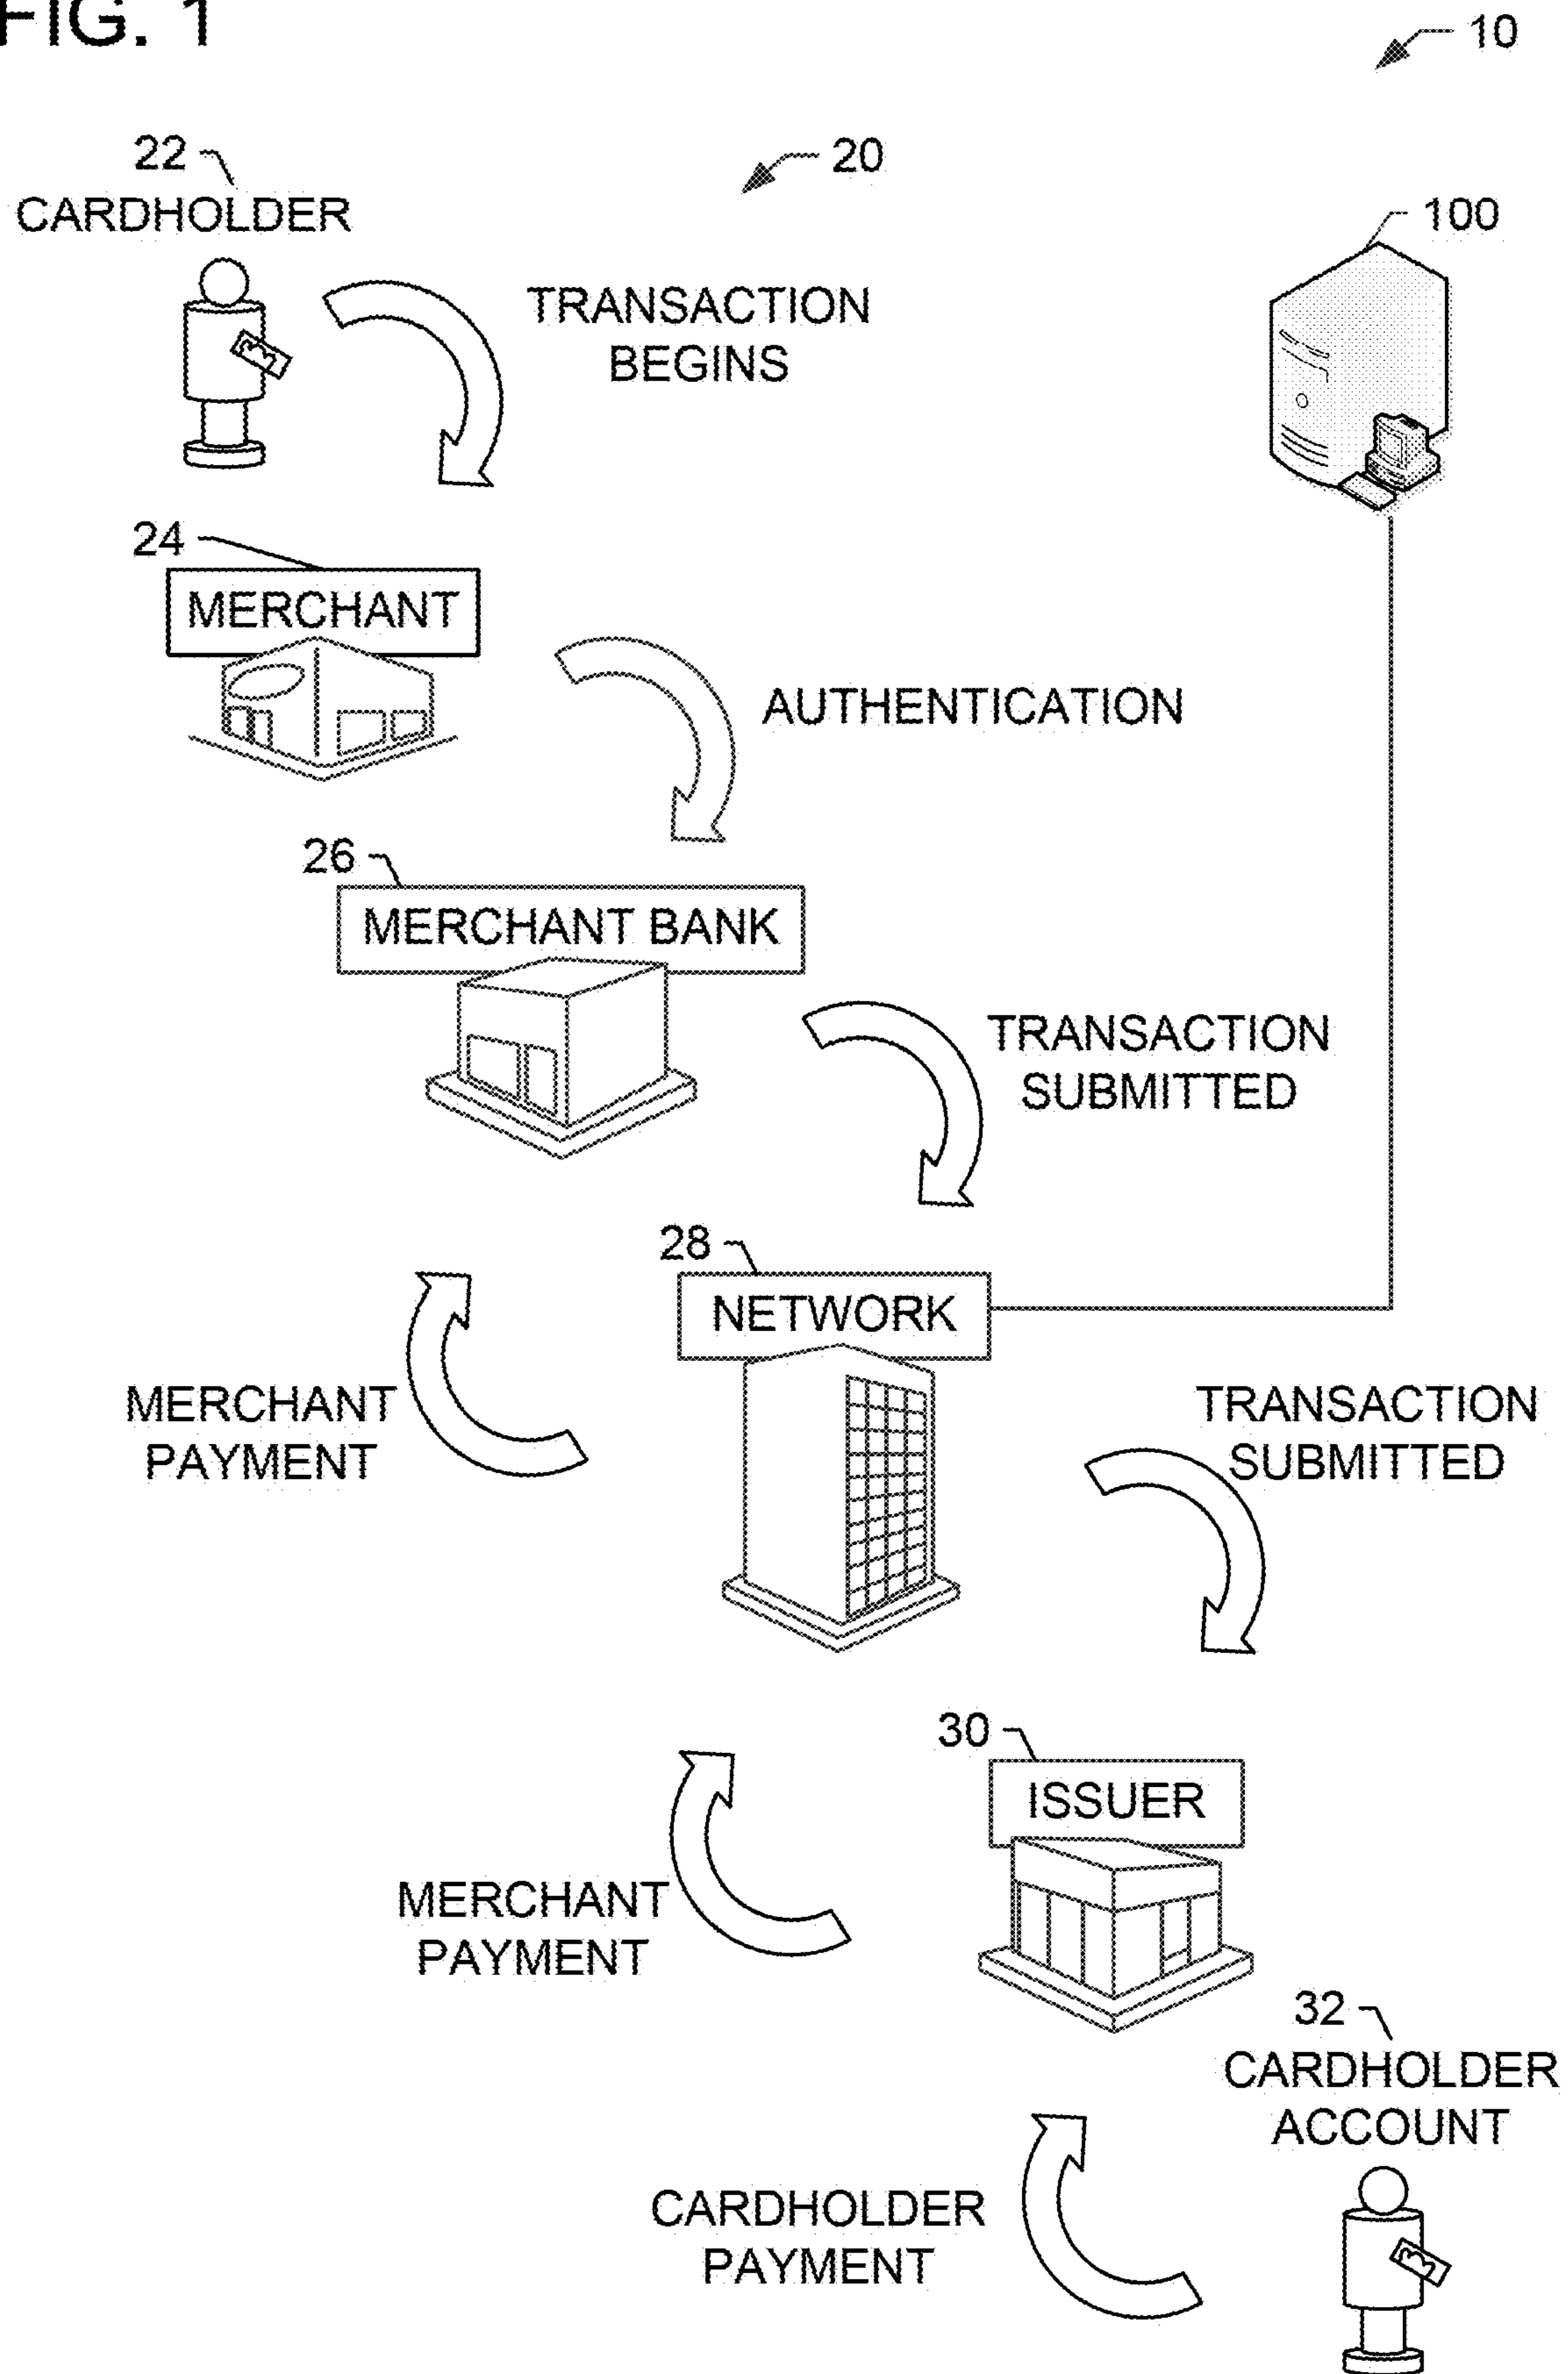 FIG. 1
10
20
22
CARDHOLDER
100
TRANSACTION
BEGINS
24
MERCHANT
AUTHENTICATION
26
MERCHANT BANK
TRANSACTION
SUBMITTED
28
NETWORK
MERCHANT
PAYMENT
TRANSACTION
SUBMITTED
30
ISSUER
MERCHANT
PAYMENT
32
CARDHOLDER
ACCOUNT
CARDHOLDER
PAYMENT